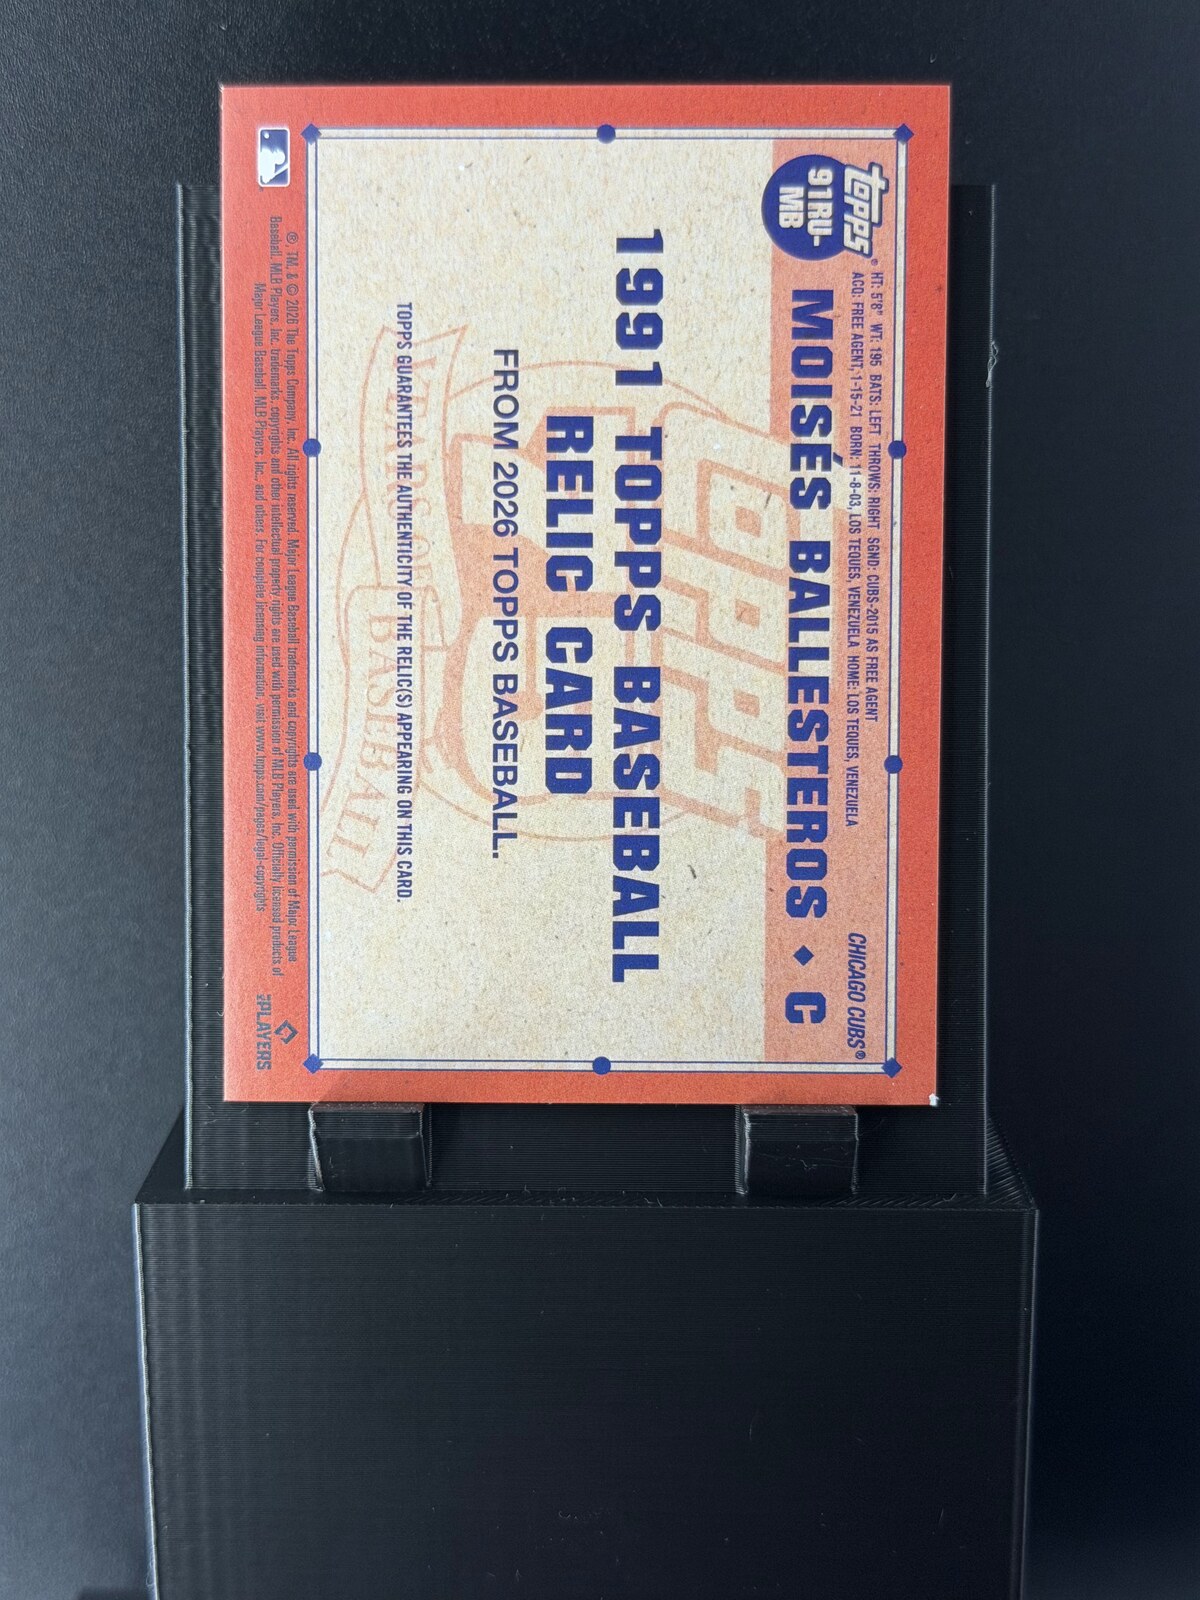 topps®
91RU-
MB
HT: 5'8" WT: 195 BATS: LEFT THROWS: RIGHT SGND: CUBS-2015 AS FREE AGENT
ACQ: FREE AGENT, 1-15-21 BORN: 11-8-03, LOS TEQUES, VENEZUELA HOME: LOS TEQUES, VENEZUELA
CHICAGO CUBS®
MOISÉS BALLESTEROS ♦ C
1991 TOPPS BASEBALL
RELIC CARD
FROM 2026 TOPPS BASEBALL.
TOPPS GUARANTEES THE AUTHENTICITY OF THE RELIC(S) APPEARING ON THIS CARD.
topps
YEARS OF BASEBALL
®, TM, & © 2026 The Topps Company, Inc. All rights reserved. Major League Baseball trademarks and copyrights are used with permission of Major League
Baseball. MLB Players, Inc. trademarks, copyrights and other intellectual property rights are used with permission of MLB Players, Inc. Officially licensed products of
Major League Baseball, MLB Players, Inc., and others. For complete licensing information, visit www.topps.com/pages/legal-copyrights
MLB PLAYERS